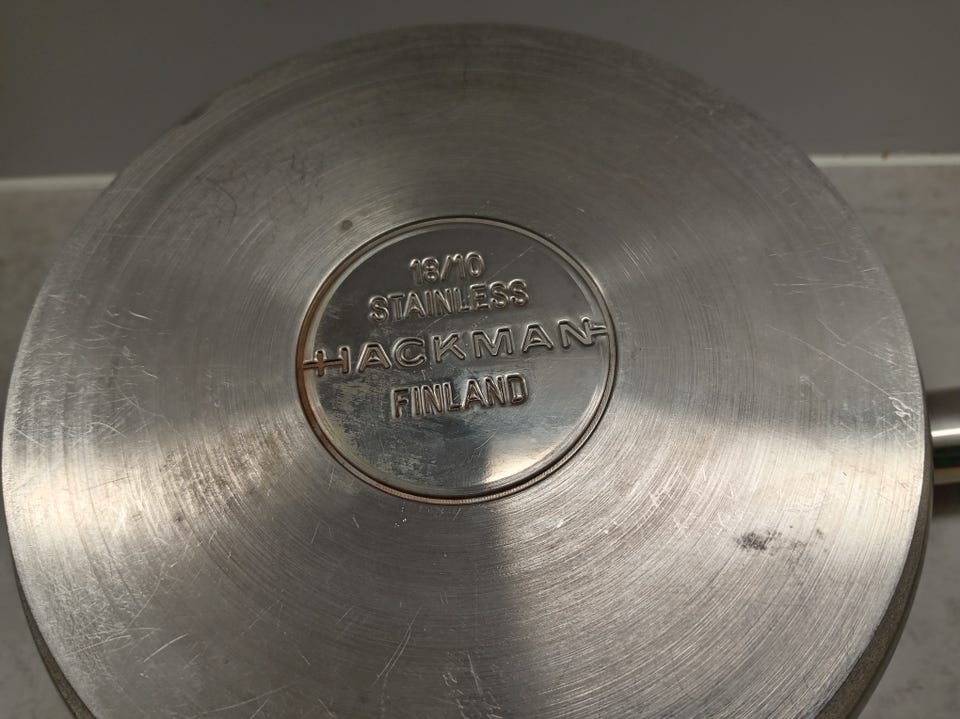 18/10
STAINLESS
HACKMAN
FINLAND